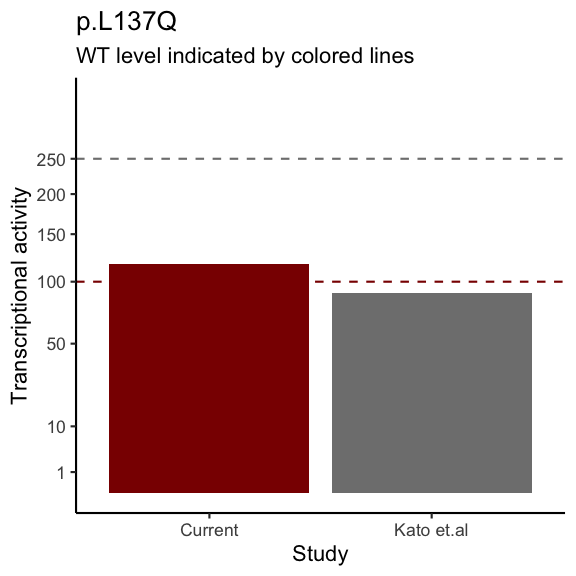 p.L137Q
WT level indicated by colored lines
Transcriptional activity
250
200
150
100
50
10
1
Current
Kato et.al
Study